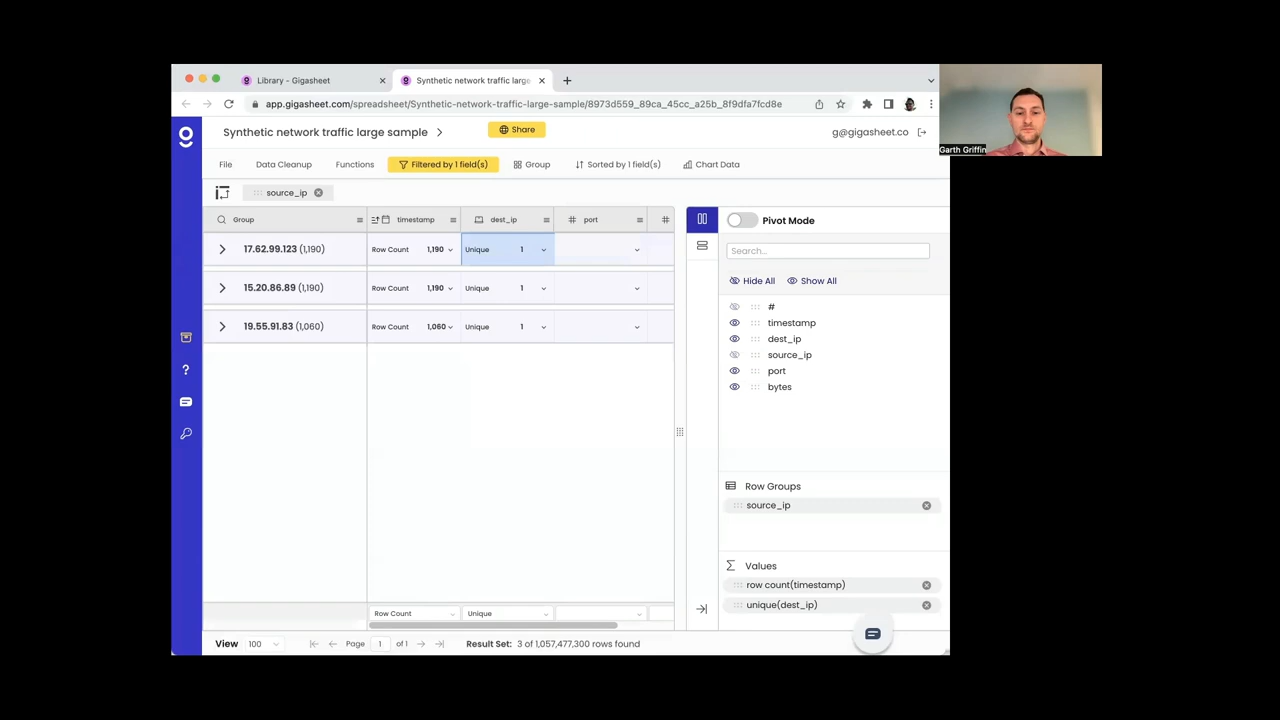 Library - Gigasheet
Synthetic network traffic large
app.gigasheet.com/spreadsheet/Synthetic-network-traffic-large-sample/8973d559_89ca_45cc_a25b_8f9dfa7fcd8e
Garth Griffin
Synthetic network traffic large sample
Share
g@gigasheet.co
File Data Cleanup Functions Filtered by 1 field(s) Group Sorted by 1 field(s) Chart Data
source_ip
Group timestamp dest_ip # port #
17.62.99.123 (1,190) Row Count 1,190 Unique 1
15.20.86.89 (1,190) Row Count 1,190 Unique 1
19.55.91.83 (1,060) Row Count 1,060 Unique 1
Row Count Unique
Pivot Mode
Search...
Hide All Show All
#
timestamp
dest_ip
source_ip
port
bytes
Row Groups
source_ip
Values
row count(timestamp)
unique(dest_ip)
View 100 Page 1 of 1 Result Set: 3 of 1,057,477,300 rows found